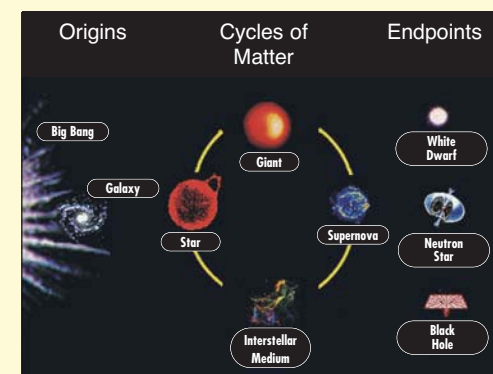 Origins
Cycles of
Matter
Endpoints
Big Bang
Galaxy
Star
Giant
Supernova
Interstellar
Medium
White
Dwarf
Neutron
Star
Black
Hole